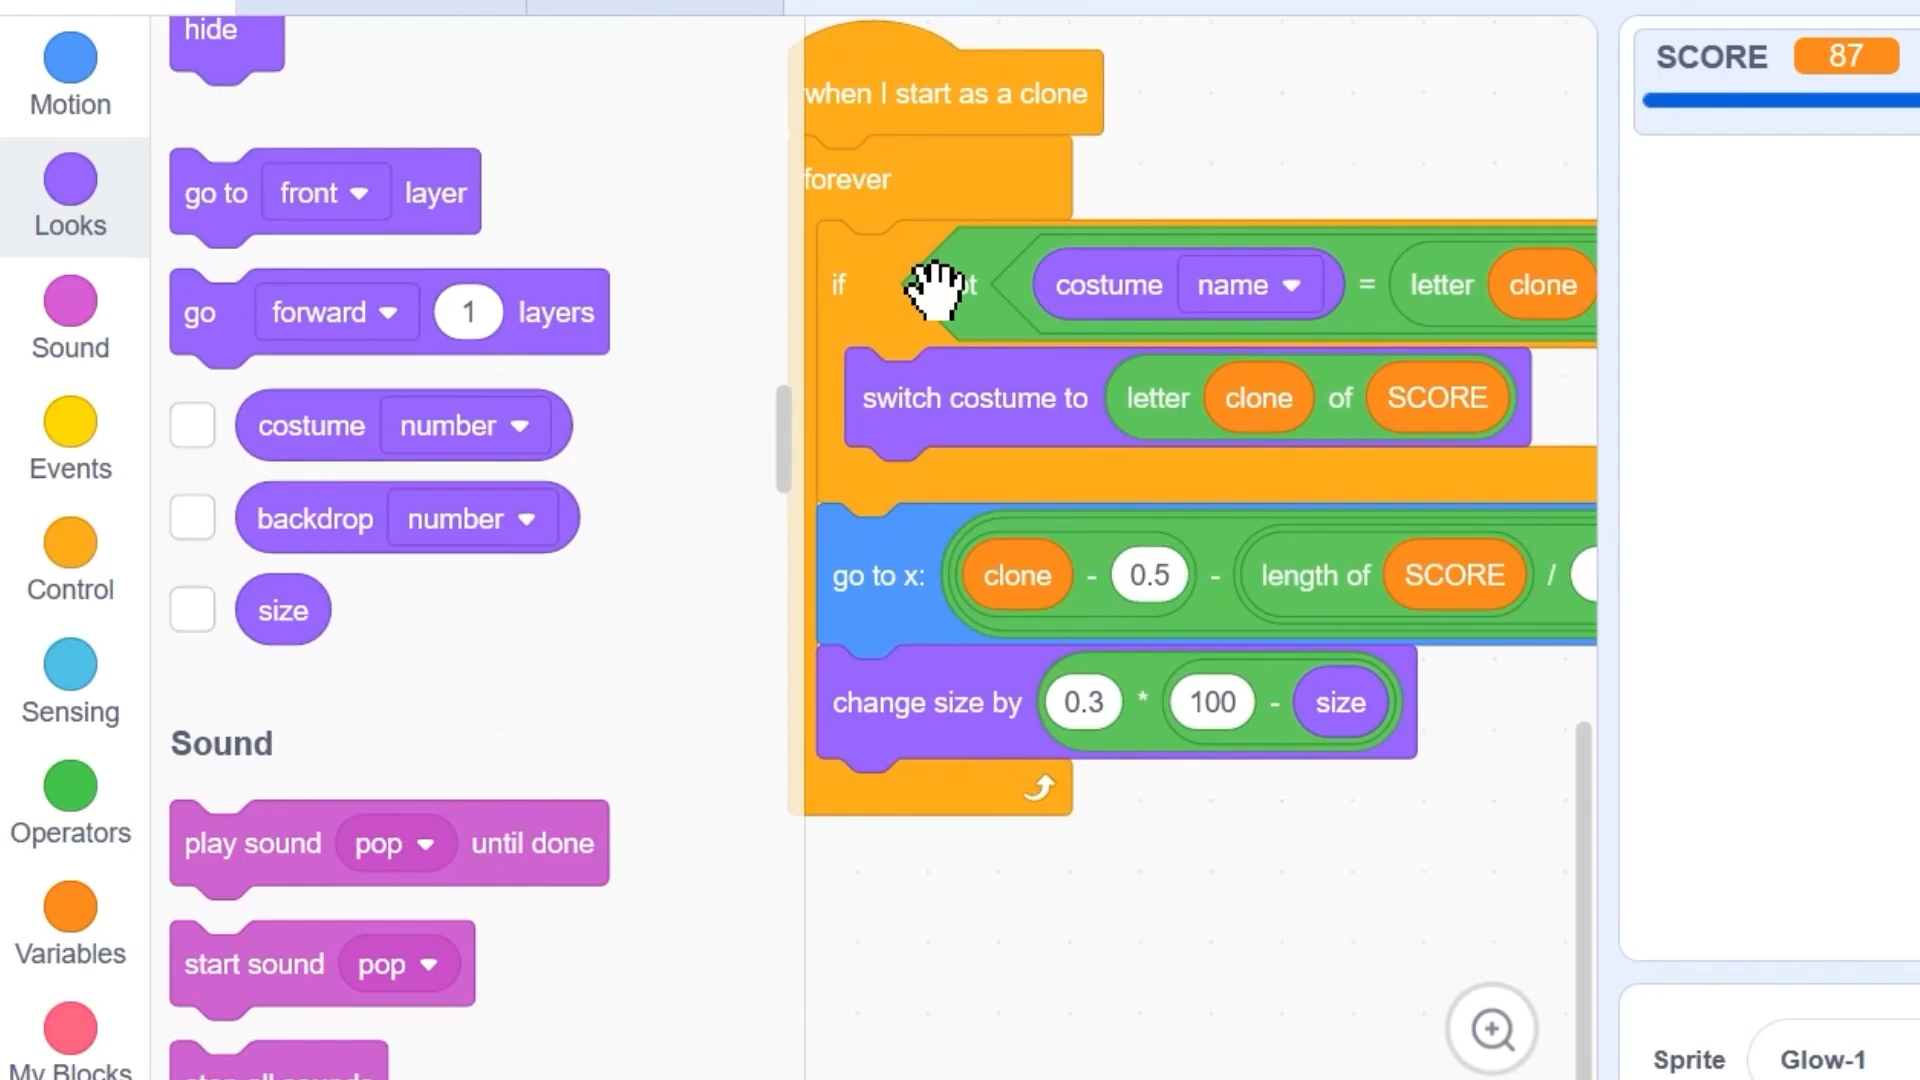 Motion
Looks
Sound
Events
Control
Sensing
Operators
Variables
My Blocks
hide
go to front layer
go forward 1 layers
costume number
backdrop number
size
Sound
play sound pop until done
start sound pop
when I start as a clone
forever
if costume name = letter clone
switch costume to letter clone of SCORE
go to x: clone - 0.5 - length of SCORE /
change size by 0.3 * 100 - size
SCORE 87
Sprite Glow-1